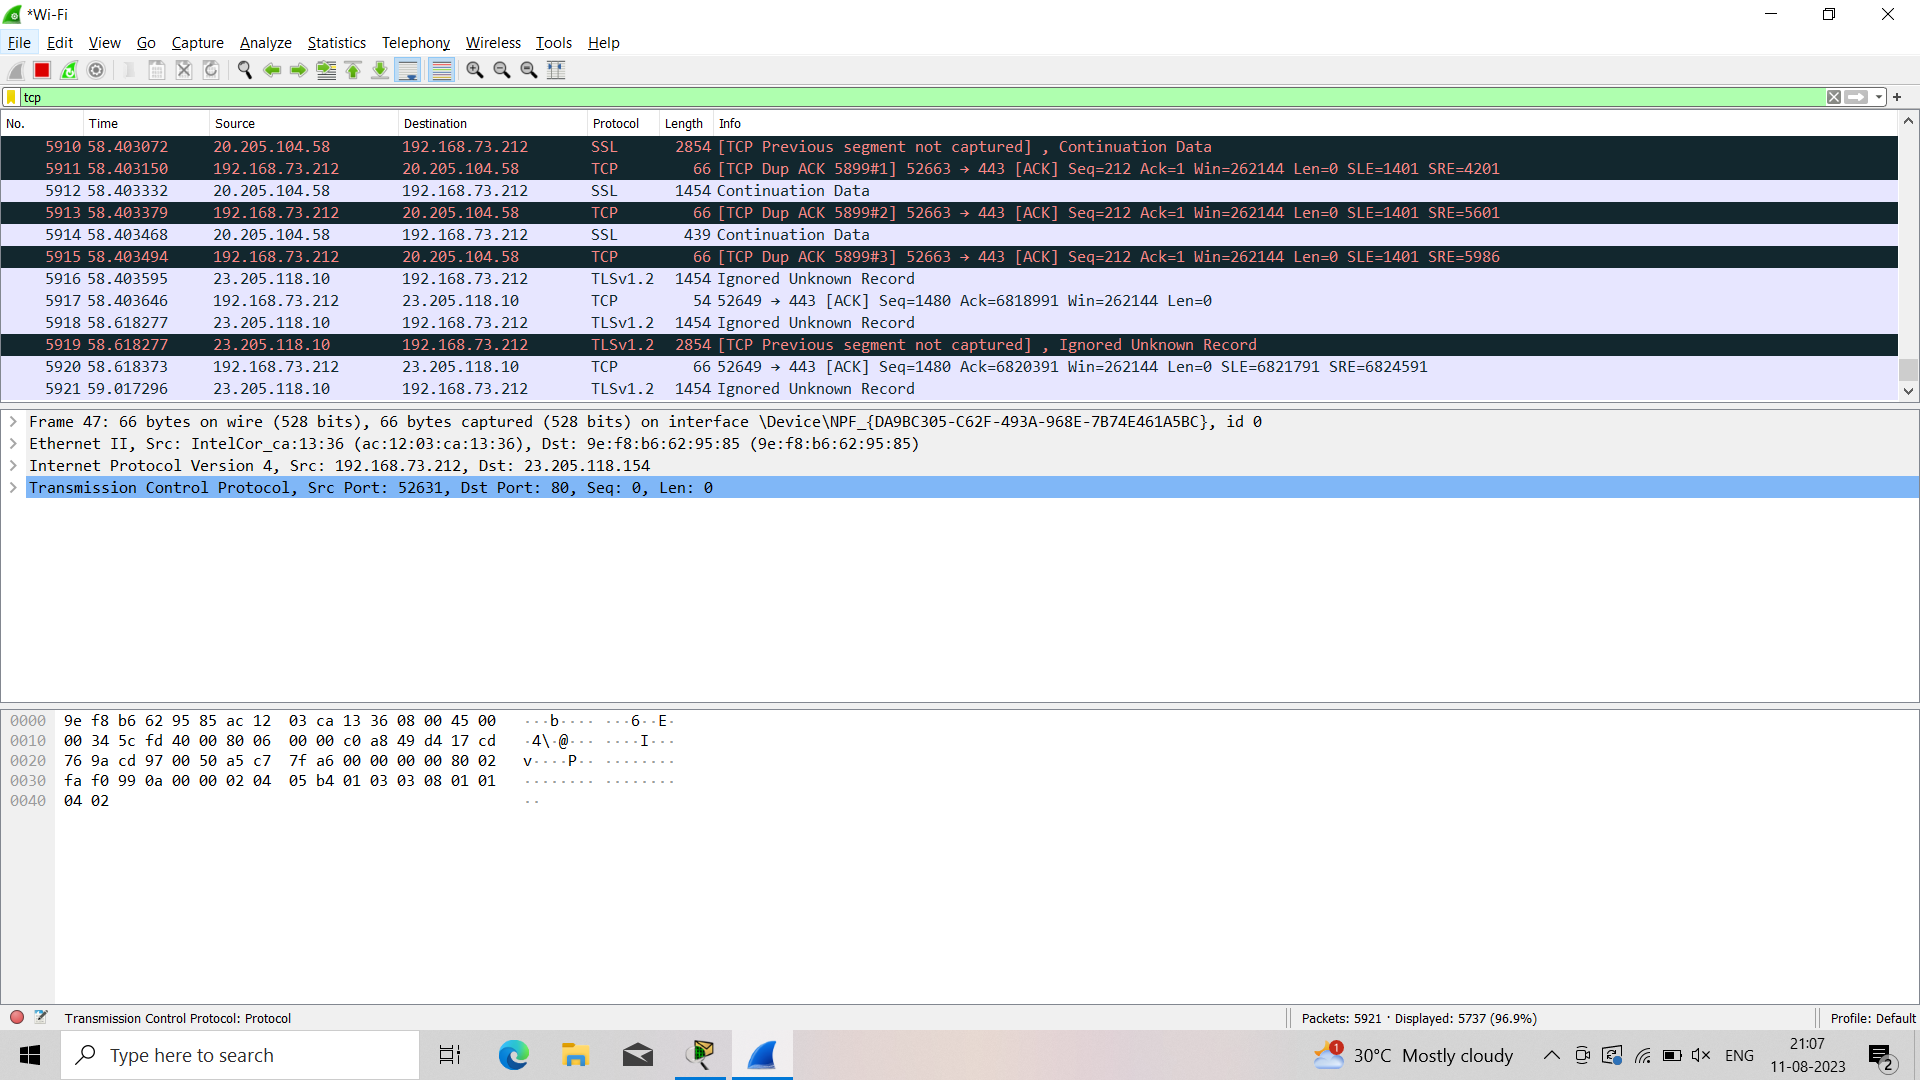 *Wi-Fi
File Edit View Go Capture Analyze Statistics Telephony Wireless Tools Help
tcp
No. Time Source Destination Protocol Length Info
5910 58.403072 20.205.104.58 192.168.73.212 SSL 2854 [TCP Previous segment not captured] , Continuation Data
5911 58.403150 192.168.73.212 20.205.104.58 TCP 66 [TCP Dup ACK 5899#1] 52663 → 443 [ACK] Seq=212 Ack=1 Win=262144 Len=0 SLE=1401 SRE=4201
5912 58.403332 20.205.104.58 192.168.73.212 SSL 1454 Continuation Data
5913 58.403379 192.168.73.212 20.205.104.58 TCP 66 [TCP Dup ACK 5899#2] 52663 → 443 [ACK] Seq=212 Ack=1 Win=262144 Len=0 SLE=1401 SRE=5601
5914 58.403468 20.205.104.58 192.168.73.212 SSL 439 Continuation Data
5915 58.403494 192.168.73.212 20.205.104.58 TCP 66 [TCP Dup ACK 5899#3] 52663 → 443 [ACK] Seq=212 Ack=1 Win=262144 Len=0 SLE=1401 SRE=5986
5916 58.403595 23.205.118.10 192.168.73.212 TLSv1.2 1454 Ignored Unknown Record
5917 58.403646 192.168.73.212 23.205.118.10 TCP 54 52649 → 443 [ACK] Seq=1480 Ack=6818991 Win=262144 Len=0
5918 58.618277 23.205.118.10 192.168.73.212 TLSv1.2 1454 Ignored Unknown Record
5919 58.618277 23.205.118.10 192.168.73.212 TLSv1.2 2854 [TCP Previous segment not captured] , Ignored Unknown Record
5920 58.618373 192.168.73.212 23.205.118.10 TCP 66 52649 → 443 [ACK] Seq=1480 Ack=6820391 Win=262144 Len=0 SLE=6821791 SRE=6824591
5921 59.017296 23.205.118.10 192.168.73.212 TLSv1.2 1454 Ignored Unknown Record
Frame 47: 66 bytes on wire (528 bits), 66 bytes captured (528 bits) on interface \Device\NPF_{DA9BC305-C62F-493A-968E-7B74E461A5BC}, id 0
Ethernet II, Src: IntelCor_ca:13:36 (ac:12:03:ca:13:36), Dst: 9e:f8:b6:62:95:85 (9e:f8:b6:62:95:85)
Internet Protocol Version 4, Src: 192.168.73.212, Dst: 23.205.118.154
Transmission Control Protocol, Src Port: 52631, Dst Port: 80, Seq: 0, Len: 0
0000 9e f8 b6 62 95 85 ac 12 03 ca 13 36 08 00 45 00 ···b···· ···6··E·
0010 00 34 5c fd 40 00 80 06 00 00 c0 a8 49 d4 17 cd ·4\·@··· ····I···
0020 76 9a cd 97 00 50 a5 c7 7f a6 00 00 00 00 80 02 v····P·· ········
0030 fa f0 99 0a 00 00 02 04 05 b4 01 03 03 08 01 01 ········ ········
0040 04 02 ··
Transmission Control Protocol: Protocol
Packets: 5921 · Displayed: 5737 (96.9%)
Profile: Default
Type here to search
1
30°C Mostly cloudy
ENG
21:07
11-08-2023
2